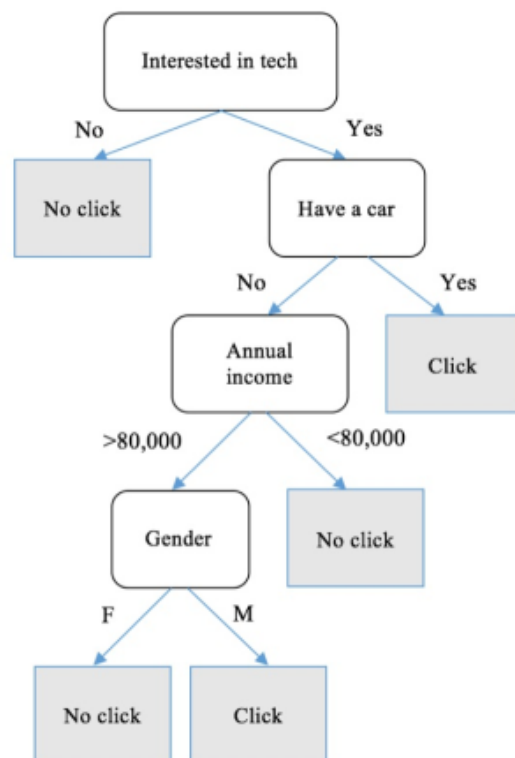 Interested in tech
No
Yes
No click
Have a car
No
Yes
Annual
income
Click
>80,000
<80,000
Gender
No click
F
M
No click
Click